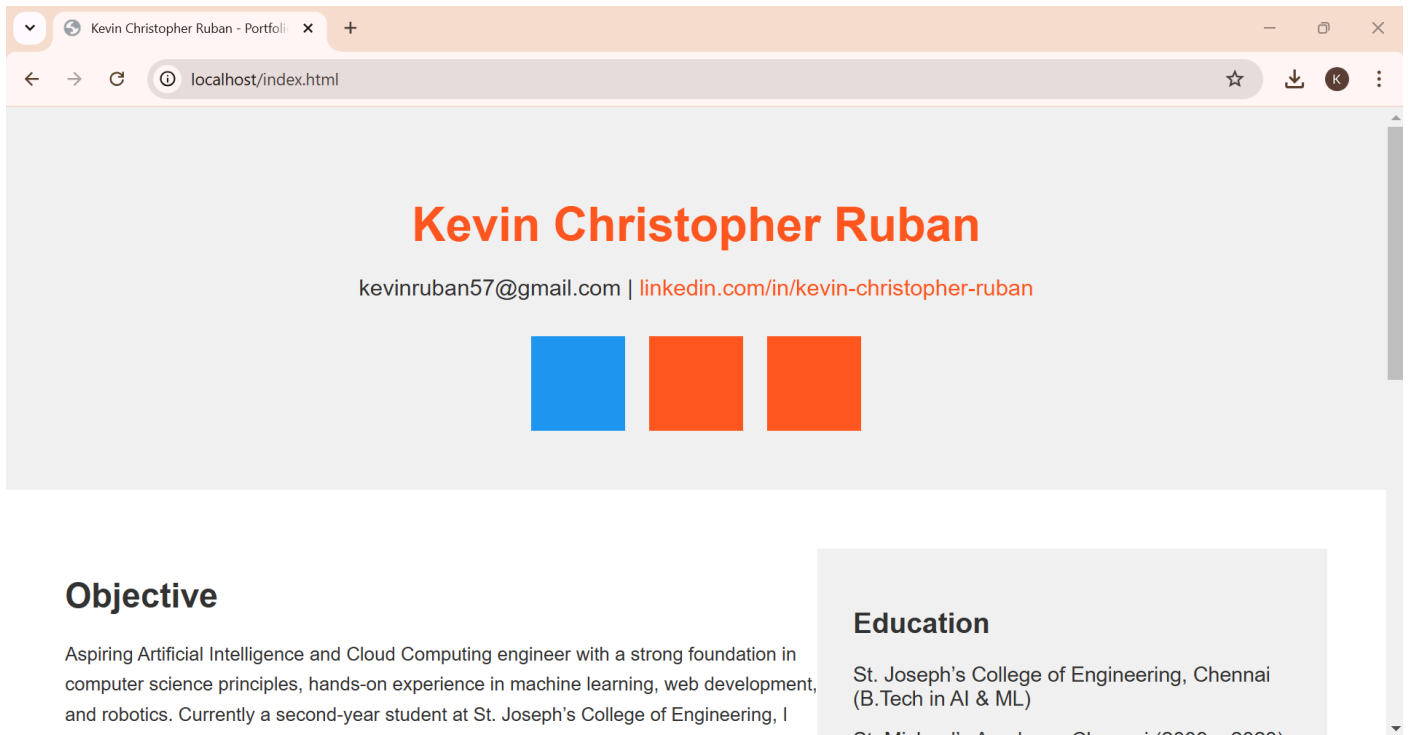 Kevin Christopher Ruban - Portfoli
localhost/index.html
K
Kevin Christopher Ruban
kevinruban57@gmail.com | linkedin.com/in/kevin-christopher-ruban
Objective
Aspiring Artificial Intelligence and Cloud Computing engineer with a strong foundation in
computer science principles, hands-on experience in machine learning, web development,
and robotics. Currently a second-year student at St. Joseph’s College of Engineering, I
Education
St. Joseph’s College of Engineering, Chennai
(B.Tech in AI & ML)